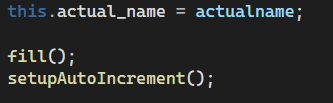 this.actual_name = actualname;
fill();
setupAutoIncrement();